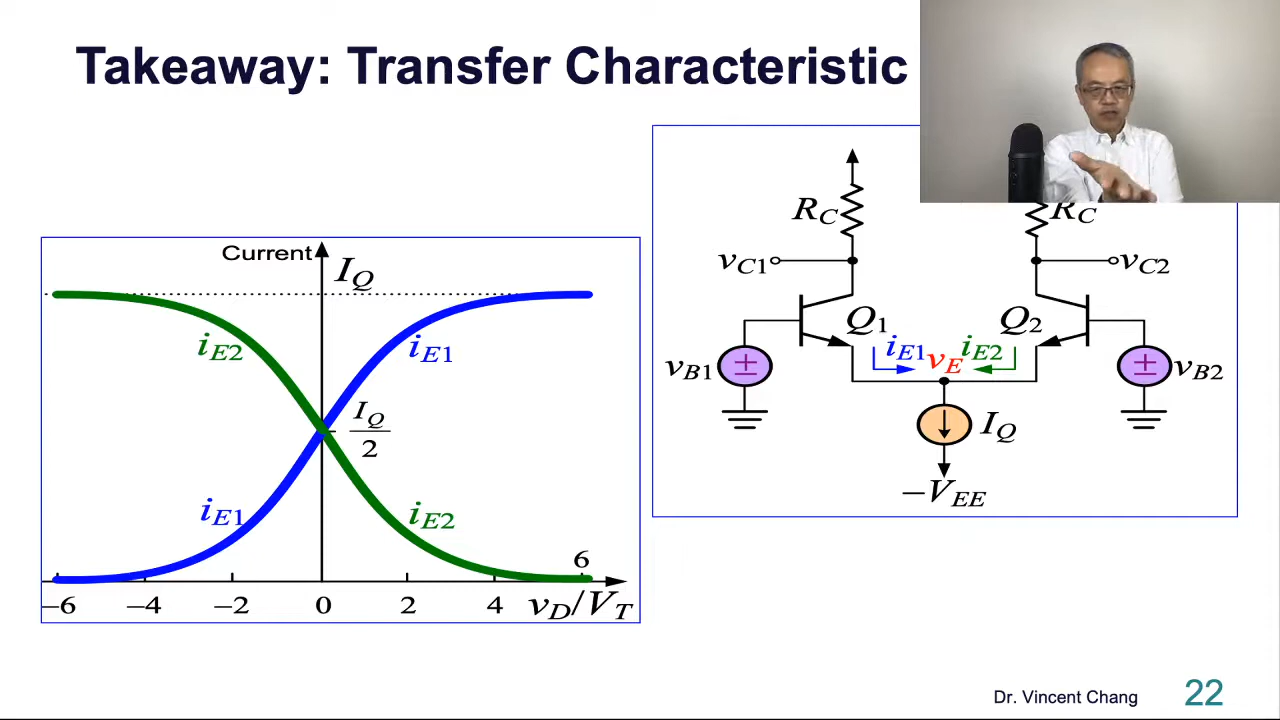 Takeaway: Transfer Characteristic
Current
I_Q
i_E2
i_E1
I_Q
2
i_E1
i_E2
6
–6 –4 –2 0 2 4 v_D/V_T
R_C
R_C
v_C1
v_C2
Q_1
Q_2
i_E1
v_E
i_E2
v_B1
±
±
v_B2
I_Q
–V_EE
Dr. Vincent Chang
22